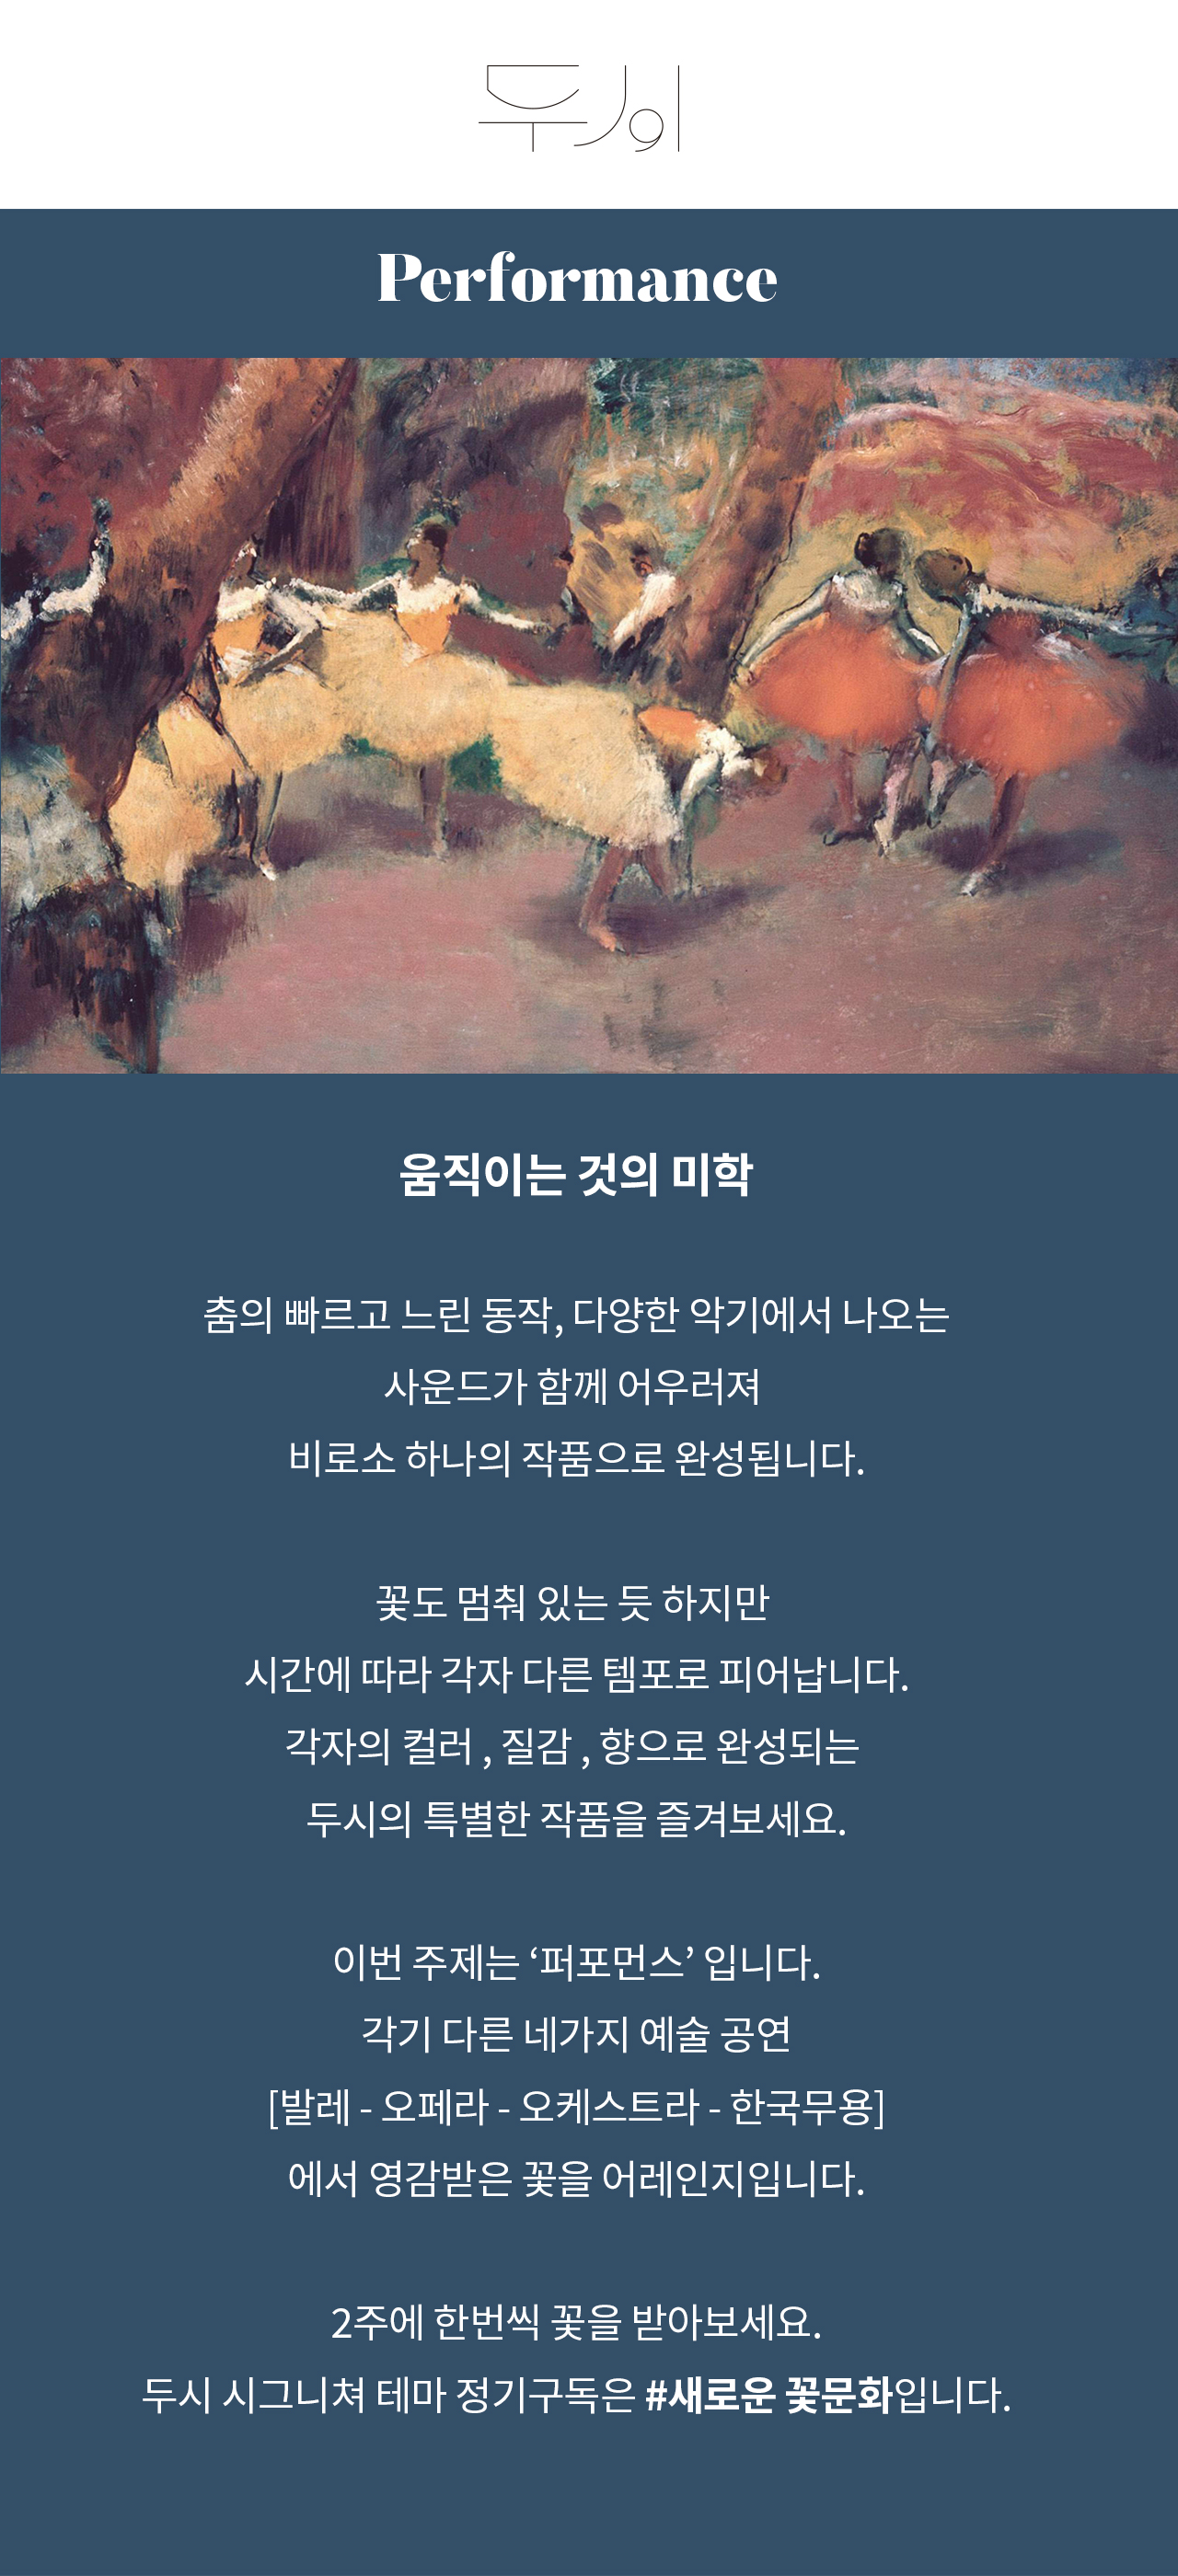 두시
Performance
움직이는 것의 미학
춤의 빠르고 느린 동작, 다양한 악기에서 나오는
사운드가 함께 어우러져
비로소 하나의 작품으로 완성됩니다.
꽃도 멈춰 있는 듯 하지만
시간에 따라 각자 다른 템포로 피어납니다.
각자의 컬러 , 질감 , 향으로 완성되는
두시의 특별한 작품을 즐겨보세요.
이번 주제는 ‘퍼포먼스’ 입니다.
각기 다른 네가지 예술 공연
[발레 - 오페라 - 오케스트라 - 한국무용]
에서 영감받은 꽃을 어레인지입니다.
2주에 한번씩 꽃을 받아보세요.
두시 시그니쳐 테마 정기구독은 #새로운 꽃문화입니다.